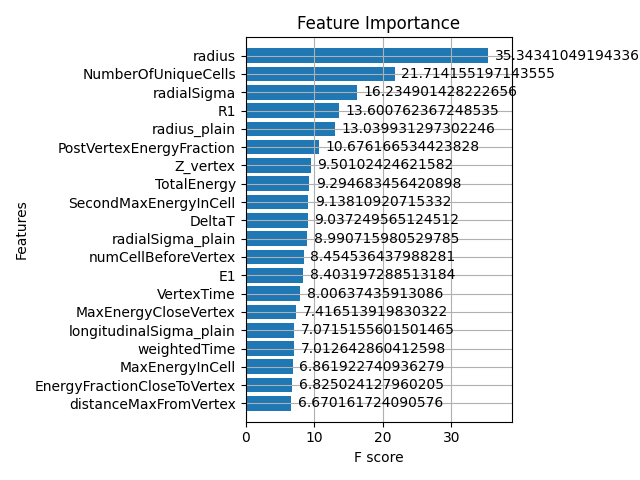 Feature Importance
radius 35.34341049194336
NumberOfUniqueCells 21.714155197143555
radialSigma 16.234901428222656
R1 13.600762367248535
radius_plain 13.039931297302246
PostVertexEnergyFraction 10.676166534423828
Z_vertex 9.50102424621582
TotalEnergy 9.294683456420898
SecondMaxEnergyInCell 9.13810920715332
DeltaT 9.037249565124512
radialSigma_plain 8.990715980529785
numCellBeforeVertex 8.454536437988281
E1 8.403197288513184
VertexTime 8.00637435913086
MaxEnergyCloseVertex 7.416513919830322
longitudinalSigma_plain 7.0715155601501465
weightedTime 7.012642860412598
MaxEnergyInCell 6.861922740936279
EnergyFractionCloseToVertex 6.825024127960205
distanceMaxFromVertex 6.670161724090576
Features
0 10 20 30
F score